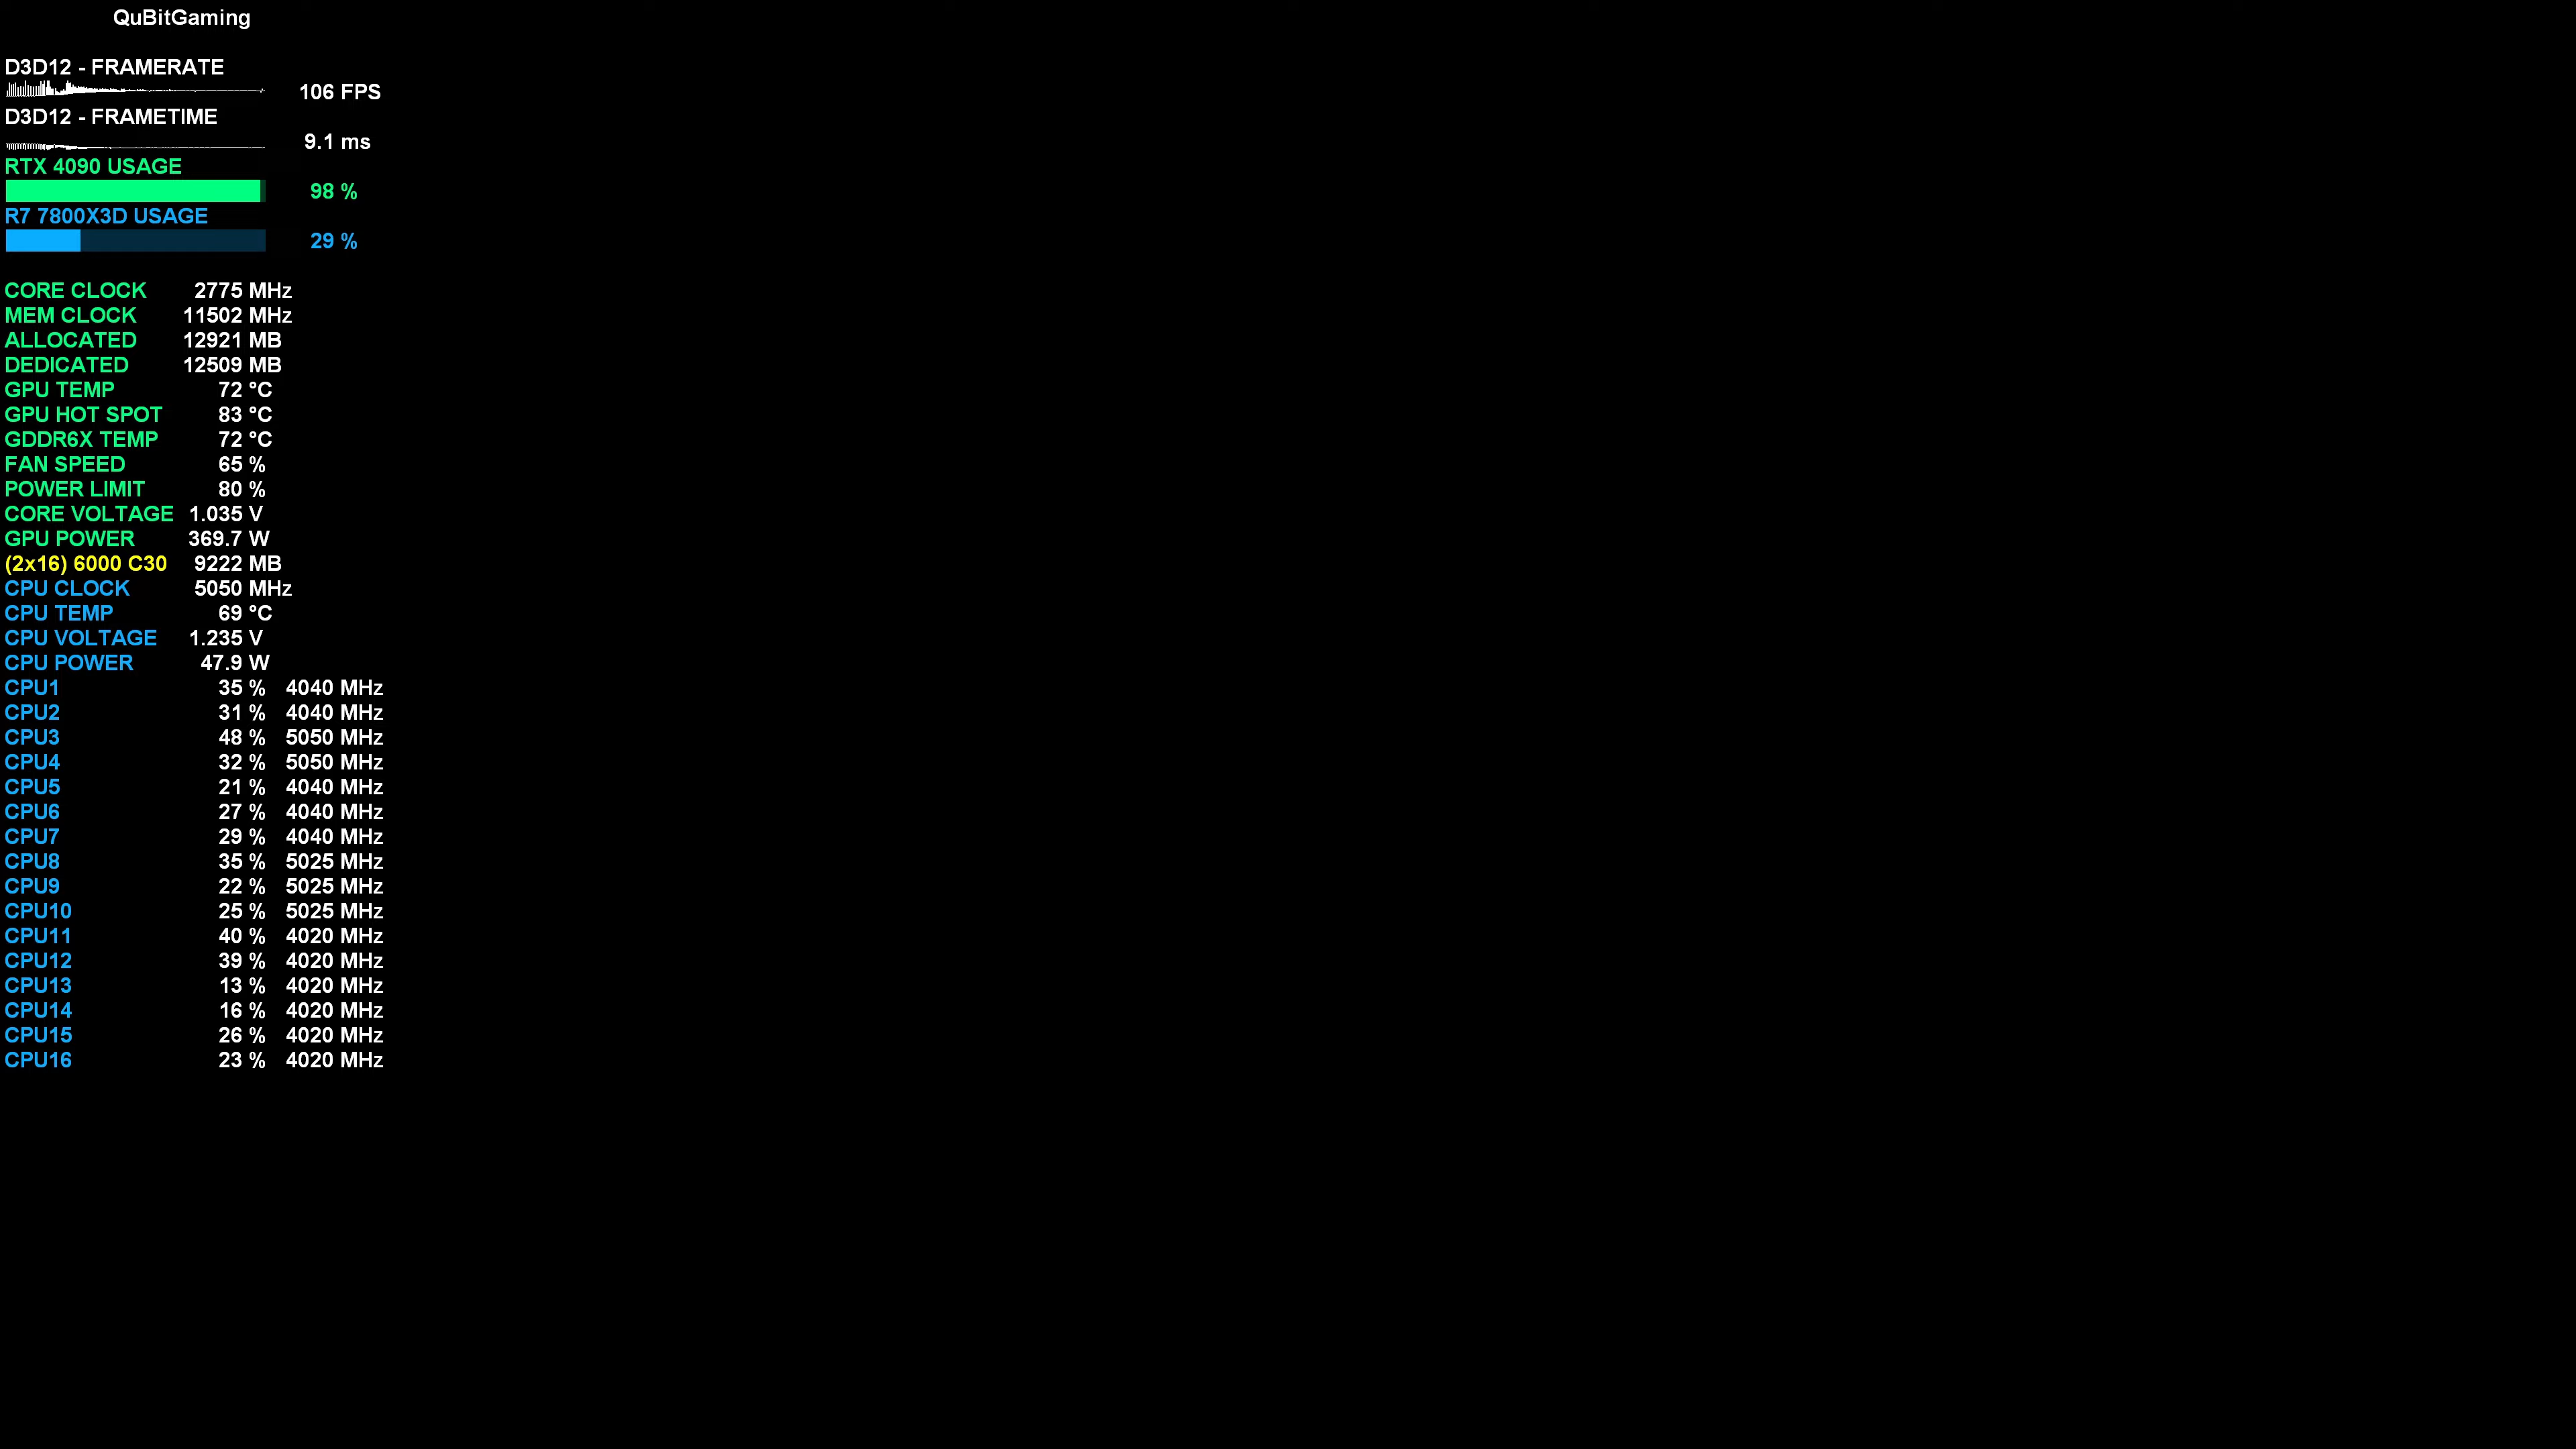 QuBitGaming
D3D12 - FRAMERATE
106 FPS
D3D12 - FRAMETIME
9.1 ms
RTX 4090 USAGE
98 %
R7 7800X3D USAGE
29 %
CORE CLOCK 2775 MHz
MEM CLOCK 11502 MHz
ALLOCATED 12921 MB
DEDICATED 12509 MB
GPU TEMP 72 °C
GPU HOT SPOT 83 °C
GDDR6X TEMP 72 °C
FAN SPEED 65 %
POWER LIMIT 80 %
CORE VOLTAGE 1.035 V
GPU POWER 369.7 W
(2x16) 6000 C30 9222 MB
CPU CLOCK 5050 MHz
CPU TEMP 69 °C
CPU VOLTAGE 1.235 V
CPU POWER 47.9 W
CPU1 35 % 4040 MHz
CPU2 31 % 4040 MHz
CPU3 48 % 5050 MHz
CPU4 32 % 5050 MHz
CPU5 21 % 4040 MHz
CPU6 27 % 4040 MHz
CPU7 29 % 4040 MHz
CPU8 35 % 5025 MHz
CPU9 22 % 5025 MHz
CPU10 25 % 5025 MHz
CPU11 40 % 4020 MHz
CPU12 39 % 4020 MHz
CPU13 13 % 4020 MHz
CPU14 16 % 4020 MHz
CPU15 26 % 4020 MHz
CPU16 23 % 4020 MHz